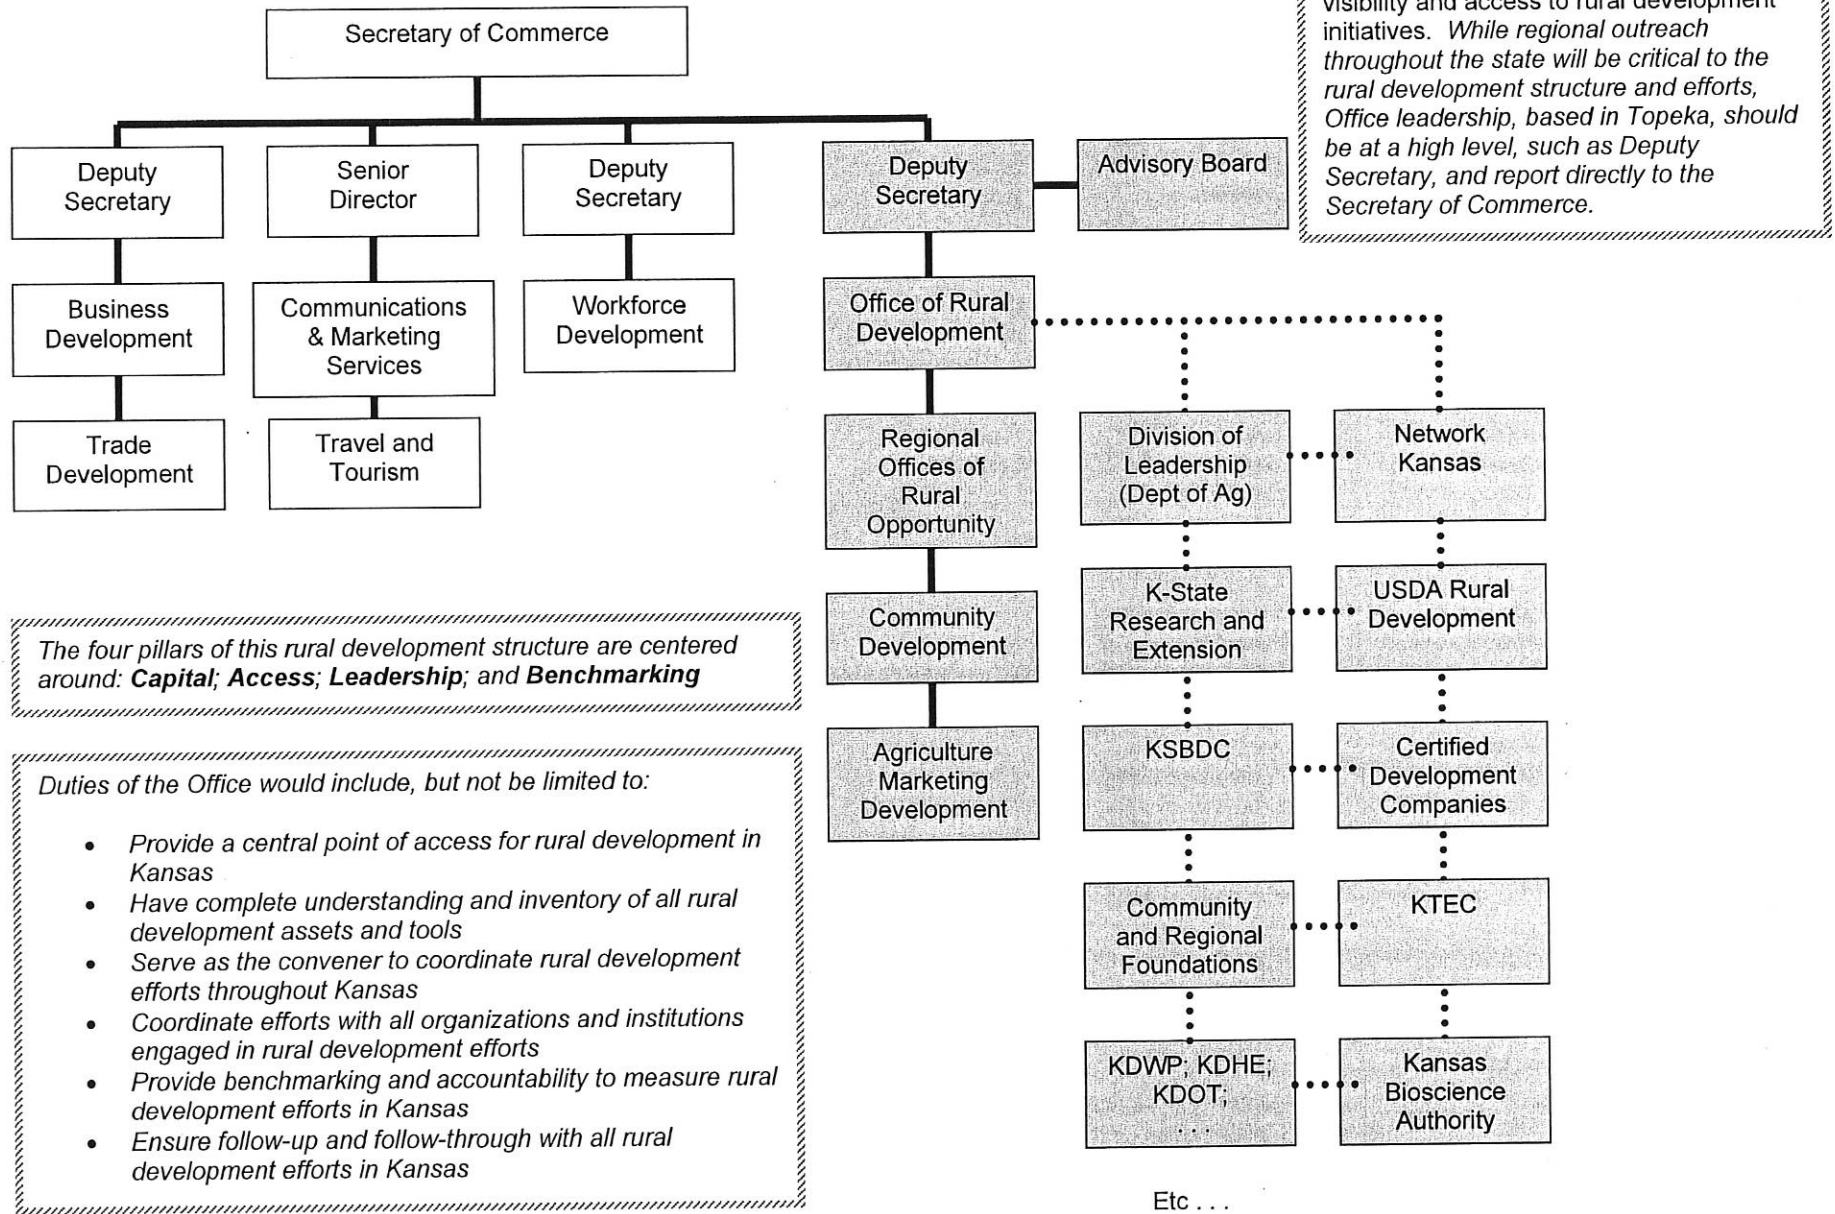 Secretary of Commerce
visibility and access to rural development
initiatives. While regional outreach
throughout the state will be critical to the
rural development structure and efforts,
Office leadership, based in Topeka, should
be at a high level, such as Deputy
Secretary, and report directly to the
Secretary of Commerce.
Deputy
Secretary
Senior
Director
Deputy
Secretary
Deputy
Secretary
Advisory Board
Business
Development
Communications
& Marketing
Services
Workforce
Development
Office of Rural
Development
Trade
Development
Travel and
Tourism
Regional
Offices of
Rural
Opportunity
Division of
Leadership
(Dept of Ag)
Network
Kansas
Community
Development
K-State
Research and
Extension
USDA Rural
Development
The four pillars of this rural development structure are centered
around: Capital; Access; Leadership; and Benchmarking
Agriculture
Marketing
Development
KSBDC
Certified
Development
Companies
Duties of the Office would include, but not be limited to:
• Provide a central point of access for rural development in
Kansas
• Have complete understanding and inventory of all rural
development assets and tools
• Serve as the convener to coordinate rural development
efforts throughout Kansas
• Coordinate efforts with all organizations and institutions
engaged in rural development efforts
• Provide benchmarking and accountability to measure rural
development efforts in Kansas
• Ensure follow-up and follow-through with all rural
development efforts in Kansas
Community
and Regional
Foundations
KTEC
KDWP; KDHE;
KDOT;
. . .
Kansas
Bioscience
Authority
Etc . . .